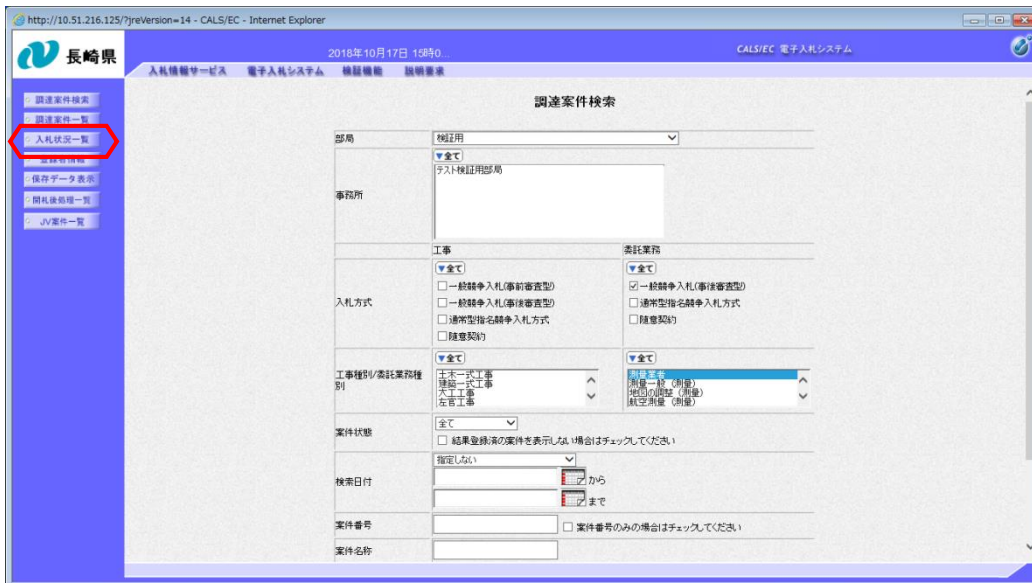 http://10.51.216.125/?jreVersion=14 - CALS/EC - Internet Explorer
長崎県
2018年10月17日 15時0...
CALS/EC 電子入札システム
入札情報サービス 電子入札システム 検証機能 説明要求
調達案件検索
調達案件一覧
入札状況一覧
登録者情報
保存データ表示
開札後処理一覧
JV案件一覧
調達案件検索
部局 検証用
事務所
▼全て
テスト検証用部局
工事 委託業務
入札方式
▼全て ▼全て
一般競争入札(事前審査型) 一般競争入札(事後審査型)
一般競争入札(事後審査型) 通常型指名競争入札方式
通常型指名競争入札方式 随意契約
随意契約
工事種別/委託業務種別
▼全て ▼全て
土木一式工事 測量業者
建築一式工事 測量一般(測量)
大工工事 地図の調整(測量)
左官工事 航空測量(測量)
案件状態 全て
結果登録済の案件を表示しない場合はチェックしてください
検索日付 指定しない
から
まで
案件番号 案件番号のみの場合はチェックしてください
案件名称